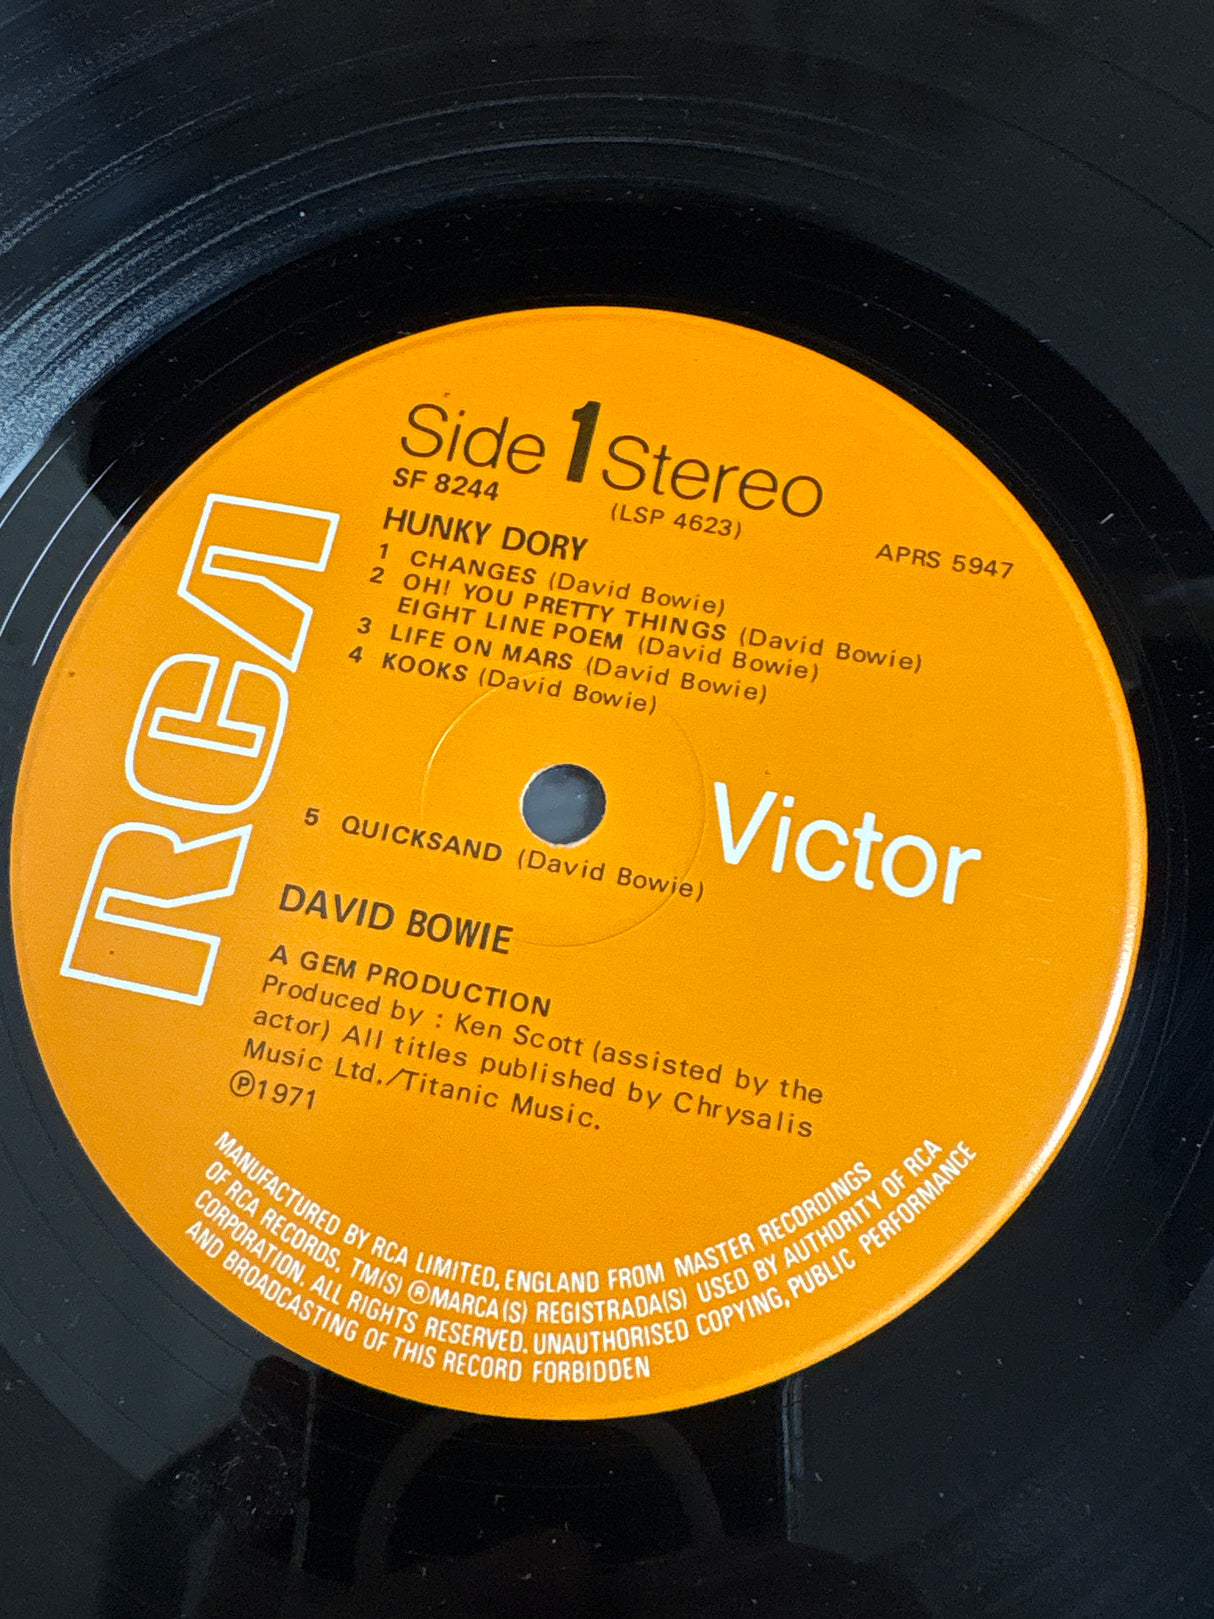 Side 1 Stereo
SF 8244
(LSP 4623)
APRS 5947
HUNKY DORY
1 CHANGES (David Bowie)
2 OH! YOU PRETTY THINGS (David Bowie)
EIGHT LINE POEM (David Bowie)
3 LIFE ON MARS (David Bowie)
4 KOOKS (David Bowie)
RCA
Victor
5 QUICKSAND (David Bowie)
DAVID BOWIE
A GEM PRODUCTION
Produced by : Ken Scott (assisted by the
actor) All titles published by Chrysalis
Music Ltd./Titanic Music.
℗1971
MANUFACTURED BY RCA LIMITED, ENGLAND FROM MASTER RECORDINGS
OF RCA RECORDS. TM(S) ® MARCA(S) REGISTRADA(S) USED BY AUTHORITY OF RCA
CORPORATION. ALL RIGHTS RESERVED. UNAUTHORISED COPYING, PUBLIC PERFORMANCE
AND BROADCASTING OF THIS RECORD FORBIDDEN